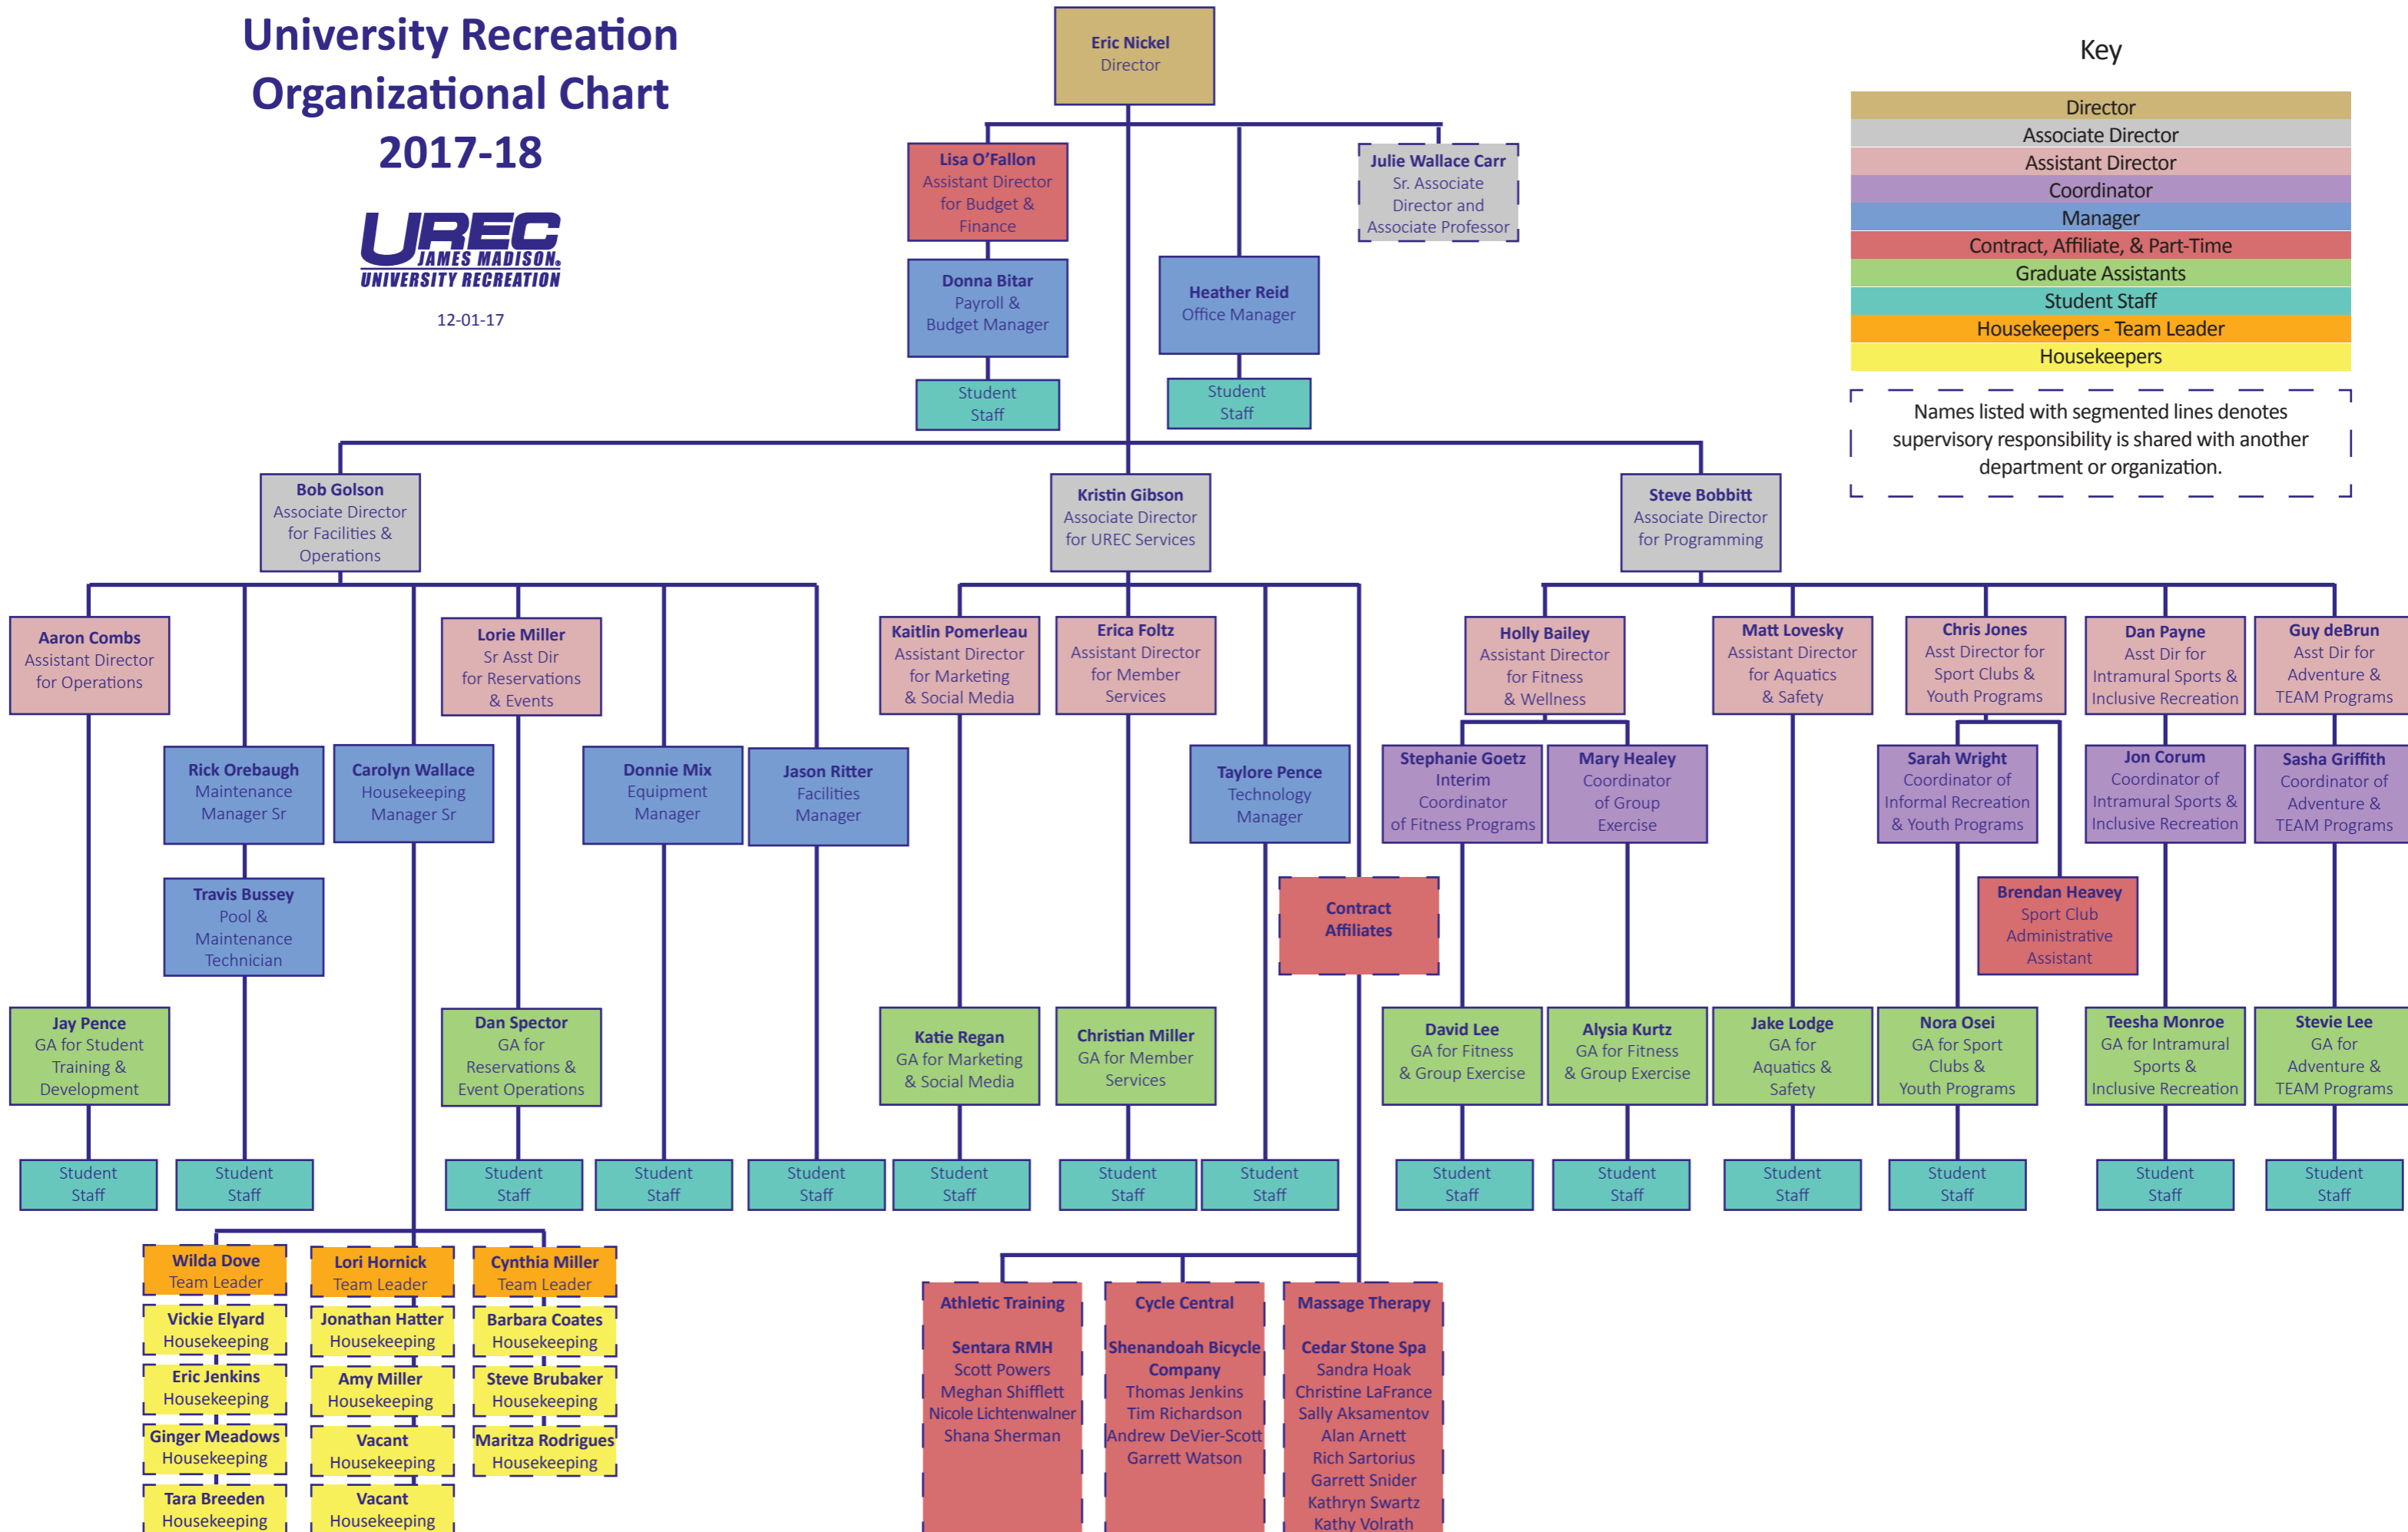 University Recreation
Organizational Chart
2017-18
UREC
JAMES MADISON®
UNIVERSITY RECREATION
12-01-17
Eric Nickel
Director
Key
Director
Associate Director
Assistant Director
Coordinator
Manager
Contract, Affiliate, & Part-Time
Graduate Assistants
Student Staff
Housekeepers - Team Leader
Housekeepers
Names listed with segmented lines denotes
supervisory responsibility is shared with another
department or organization.
Lisa O’Fallon
Assistant Director
for Budget &
Finance
Julie Wallace Carr
Sr. Associate
Director and
Associate Professor
Donna Bitar
Payroll &
Budget Manager
Heather Reid
Office Manager
Student
Staff
Student
Staff
Bob Golson
Associate Director
for Facilities &
Operations
Kristin Gibson
Associate Director
for UREC Services
Steve Bobbitt
Associate Director
for Programming
Aaron Combs
Assistant Director
for Operations
Lorie Miller
Sr Asst Dir
for Reservations
& Events
Kaitlin Pomerleau
Assistant Director
for Marketing
& Social Media
Erica Foltz
Assistant Director
for Member
Services
Holly Bailey
Assistant Director
for Fitness
& Wellness
Matt Lovesky
Assistant Director
for Aquatics
& Safety
Chris Jones
Asst Director for
Sport Clubs &
Youth Programs
Dan Payne
Asst Dir for
Intramural Sports &
Inclusive Recreation
Guy deBrun
Asst Dir for
Adventure &
TEAM Programs
Rick Orebaugh
Maintenance
Manager Sr
Carolyn Wallace
Housekeeping
Manager Sr
Donnie Mix
Equipment
Manager
Jason Ritter
Facilities
Manager
Taylore Pence
Technology
Manager
Stephanie Goetz
Interim
Coordinator
of Fitness Programs
Mary Healey
Coordinator
of Group
Exercise
Sarah Wright
Coordinator of
Informal Recreation
& Youth Programs
Jon Corum
Coordinator of
Intramural Sports &
Inclusive Recreation
Sasha Griffith
Coordinator of
Adventure &
TEAM Programs
Travis Bussey
Pool &
Maintenance
Technician
Contract
Affiliates
Brendan Heavey
Sport Club
Administrative
Assistant
Jay Pence
GA for Student
Training &
Development
Dan Spector
GA for
Reservations &
Event Operations
Katie Regan
GA for Marketing
& Social Media
Christian Miller
GA for Member
Services
David Lee
GA for Fitness
& Group Exercise
Alysia Kurtz
GA for Fitness
& Group Exercise
Jake Lodge
GA for
Aquatics &
Safety
Nora Osei
GA for Sport
Clubs &
Youth Programs
Teesha Monroe
GA for Intramural
Sports &
Inclusive Recreation
Stevie Lee
GA for
Adventure &
TEAM Programs
Student
Staff
Student
Staff
Student
Staff
Student
Staff
Student
Staff
Student
Staff
Student
Staff
Student
Staff
Student
Staff
Student
Staff
Student
Staff
Student
Staff
Student
Staff
Student
Staff
Wilda Dove
Team Leader
Vickie Elyard
Housekeeping
Eric Jenkins
Housekeeping
Ginger Meadows
Housekeeping
Tara Breeden
Housekeeping
Lori Hornick
Team Leader
Jonathan Hatter
Housekeeping
Amy Miller
Housekeeping
Vacant
Housekeeping
Vacant
Housekeeping
Cynthia Miller
Team Leader
Barbara Coates
Housekeeping
Steve Brubaker
Housekeeping
Maritza Rodrigues
Housekeeping
Athletic Training
Sentara RMH
Scott Powers
Meghan Shifflett
Nicole Lichtenwalner
Shana Sherman
Cycle Central
Shenandoah Bicycle
Company
Thomas Jenkins
Tim Richardson
Andrew DeVier-Scott
Garrett Watson
Massage Therapy
Cedar Stone Spa
Sandra Hoak
Christine LaFrance
Sally Aksamentov
Alan Arnett
Rich Sartorius
Garrett Snider
Kathryn Swartz
Kathy Volrath